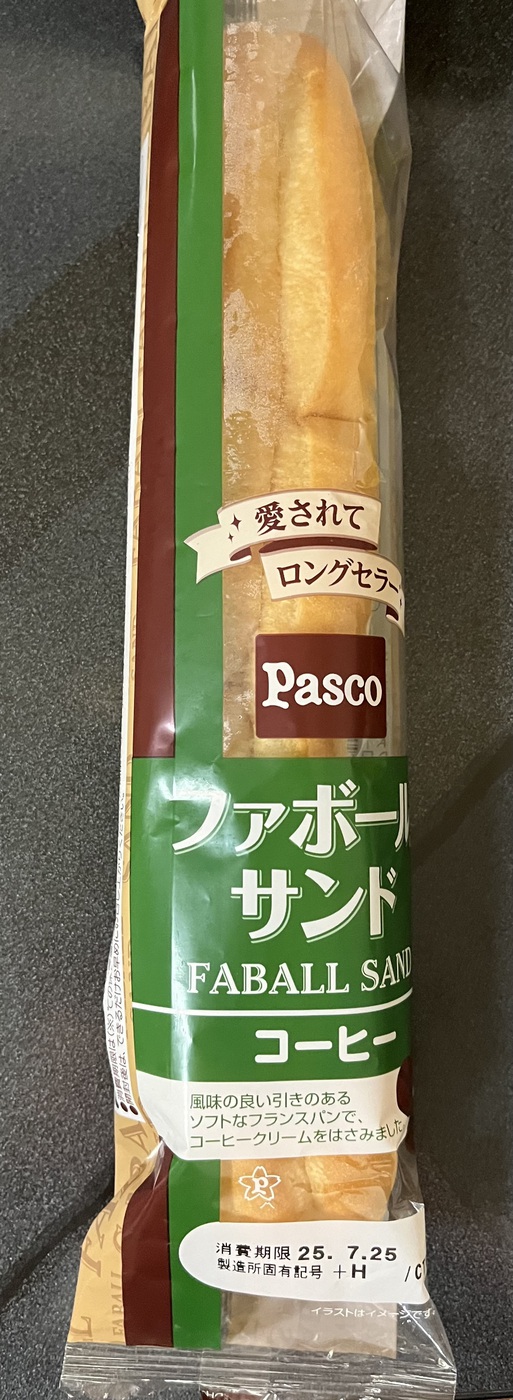 愛されて
ロングセラー
Pasco
ファボール
サンド
FABALL SAND
コーヒー
風味の良い引きのある
ソフトなフランスパンで、
コーヒークリームをはさみました。
P
消費期限 25. 7.25
製造所固有記号 +H /C
イラストはイメージです。